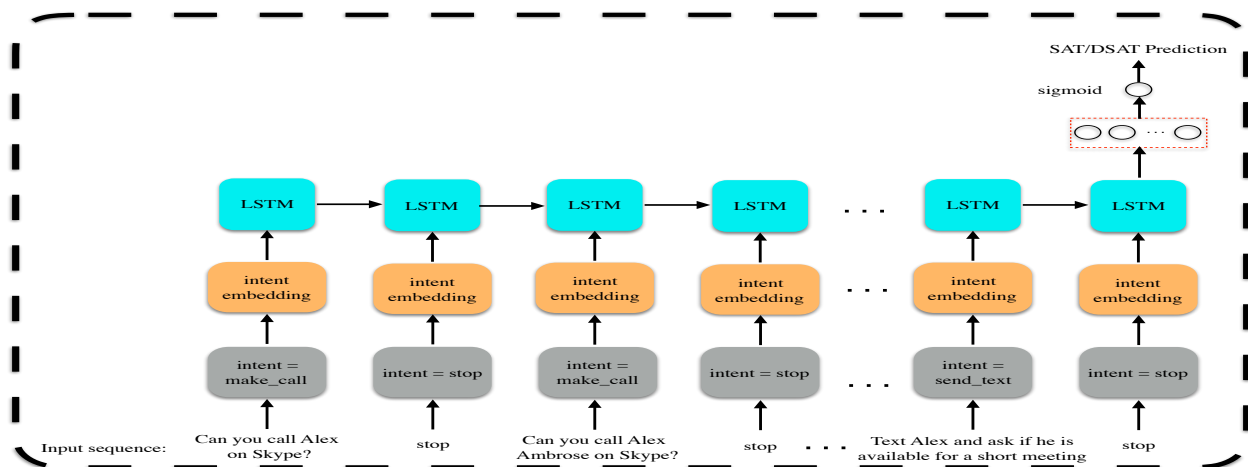 SAT/DSAT Prediction
sigmoid
...
LSTM LSTM LSTM LSTM ... LSTM LSTM
intent intent intent intent intent intent
embedding embedding embedding embedding ... embedding embedding
intent = intent = stop intent = intent = stop ... intent = intent = stop
make_call make_call send_text
Input sequence: Can you call Alex stop Can you call Alex stop ... Text Alex and ask if he is stop
on Skype? Ambrose on Skype? available for a short meeting